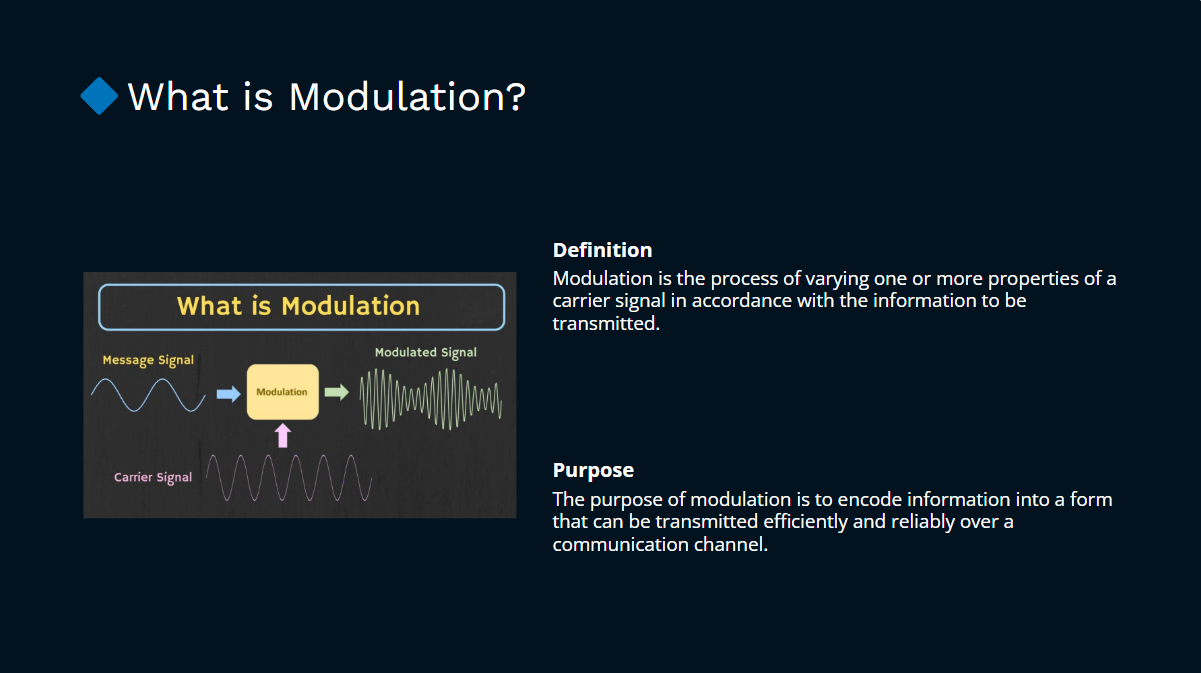 What is Modulation?
What is Modulation
Message Signal
Modulated Signal
Modulation
Carrier Signal
Definition
Modulation is the process of varying one or more properties of a
carrier signal in accordance with the information to be
transmitted.
Purpose
The purpose of modulation is to encode information into a form
that can be transmitted efficiently and reliably over a
communication channel.